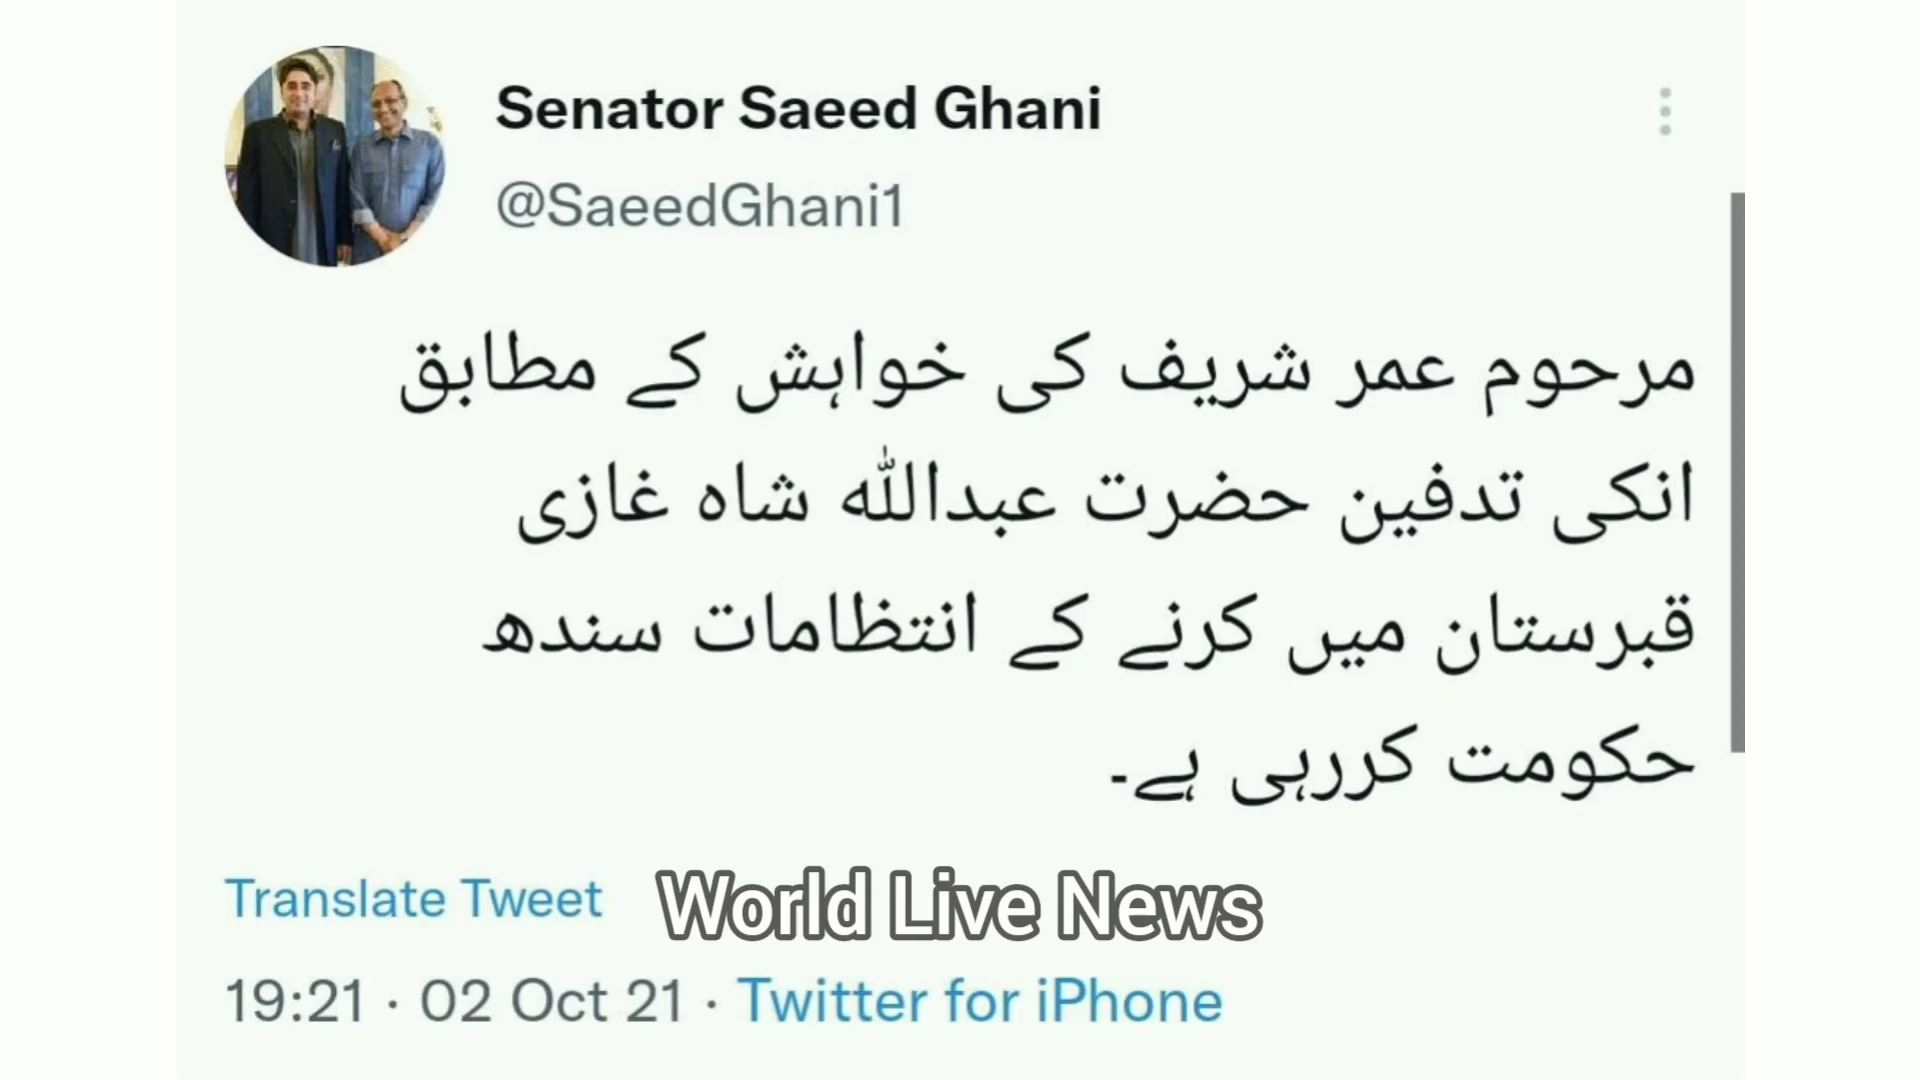 Senator Saeed Ghani
@SaeedGhani1
مرحوم عمر شریف کی خواہش کے مطابق
انکی تدفین حضرت عبداللّٰہ شاہ غازی
قبرستان میں کرنے کے انتظامات سندھ
حکومت کررہی ہے۔
Translate Tweet
World Live News
19:21 · 02 Oct 21 · Twitter for iPhone